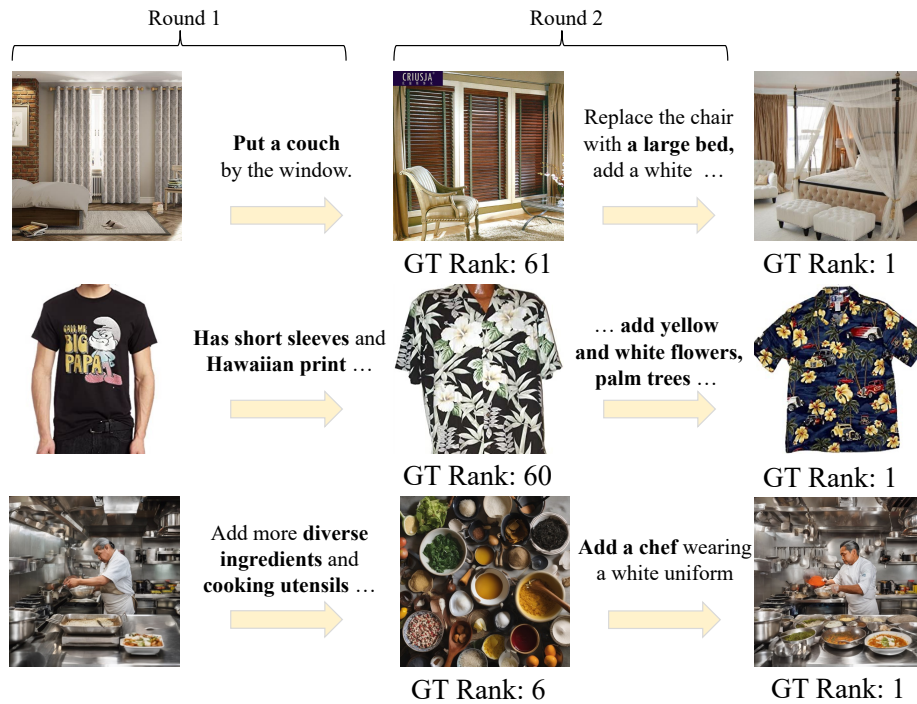 Round 1
Round 2
CRIUSJA
Put a couch
by the window.
Replace the chair
with a large bed,
add a white …
GT Rank: 61
GT Rank: 1
BIG
PAPA
Has short sleeves and
Hawaiian print …
… add yellow
and white flowers,
palm trees …
GT Rank: 60
GT Rank: 1
Add more diverse
ingredients and
cooking utensils …
Add a chef wearing
a white uniform
GT Rank: 6
GT Rank: 1